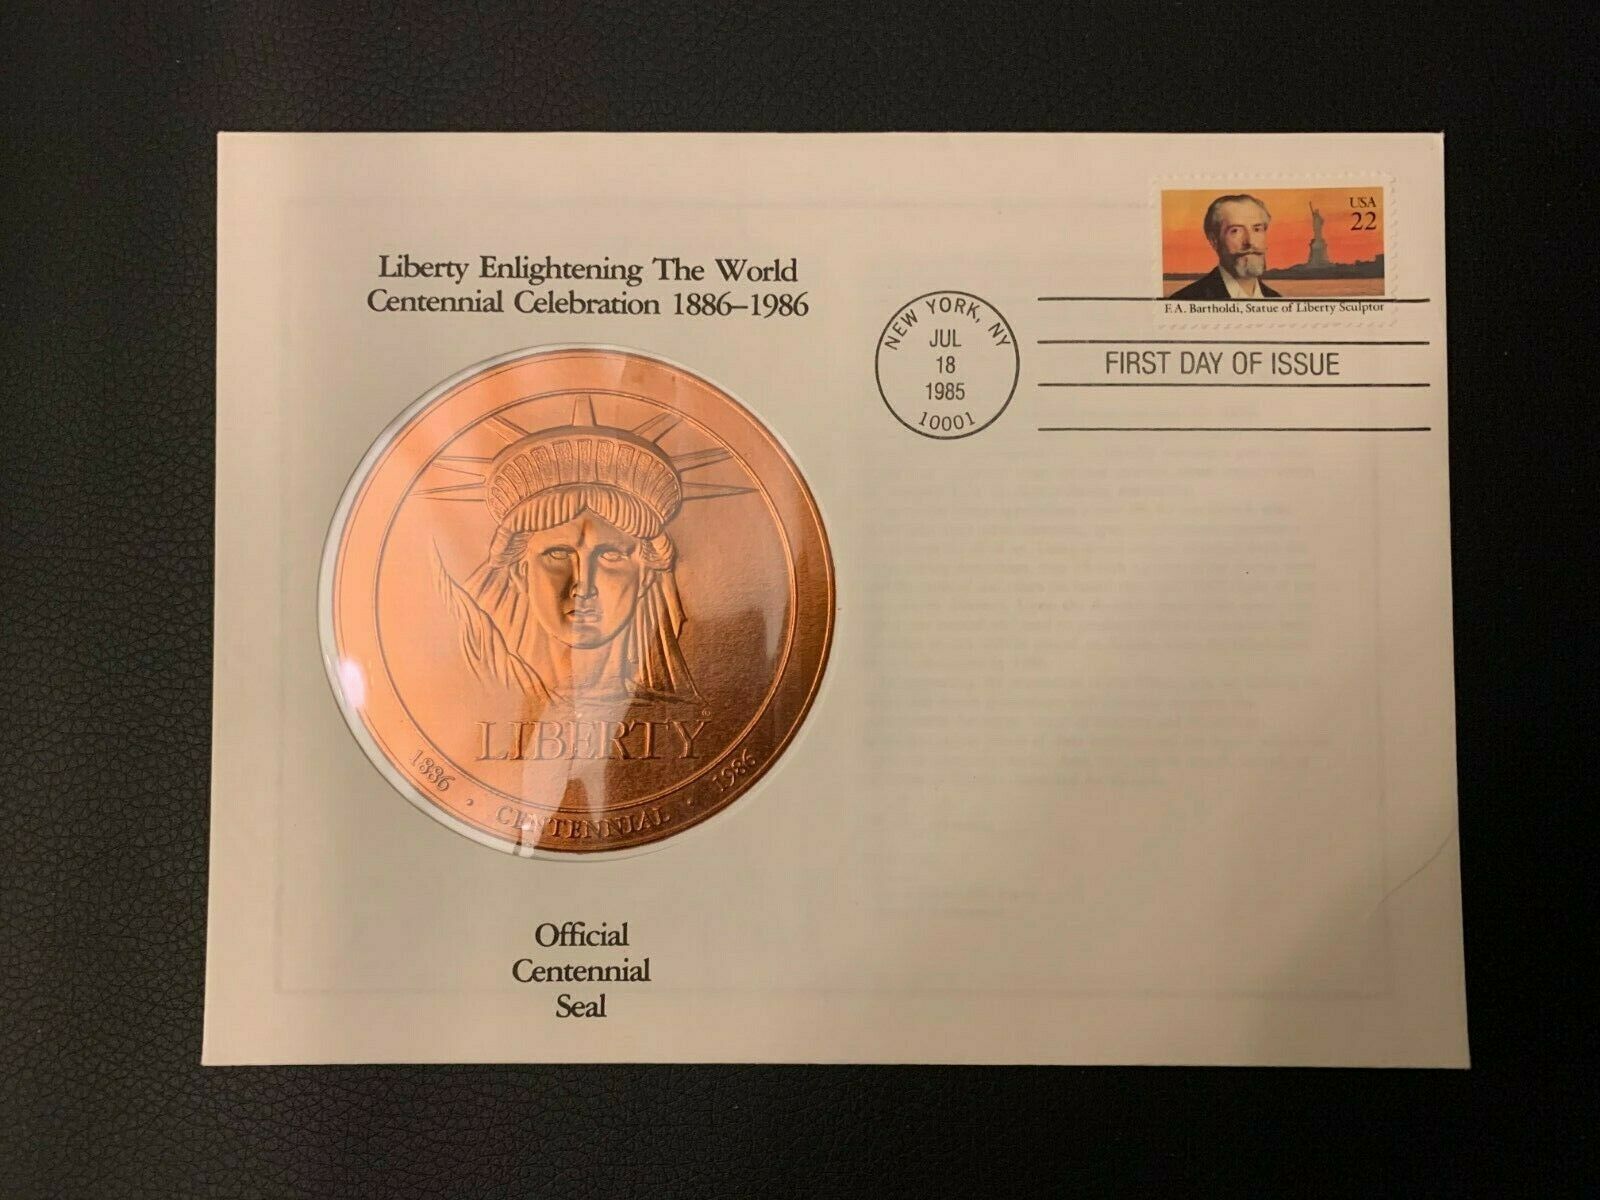 Liberty Enlightening The World
Centennial Celebration 1886–1986
USA
22
F.A. Bartholdi, Statue of Liberty Sculptor
NEW YORK, NY
JUL
18
1985
10001
FIRST DAY OF ISSUE
LIBERTY®
1886 · CENTENNIAL · 1986
Official
Centennial
Seal